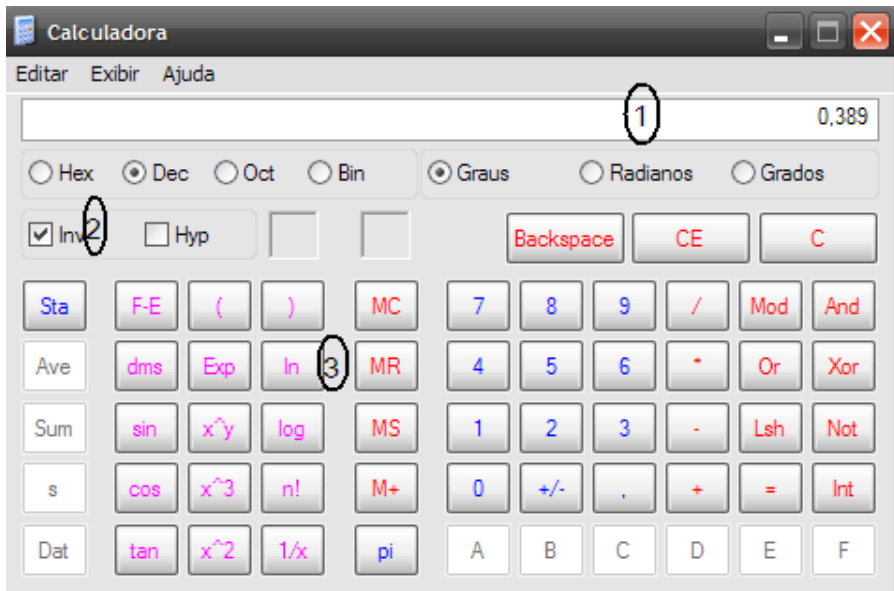 Calculadora
Editar Exibir Ajuda
1 0,389
Hex Dec Oct Bin Graus Radianos Grados
Inv 2 Hyp Backspace CE C
Sta F-E ( ) MC 7 8 9 / Mod And
Ave dms Exp ln 3 MR 4 5 6 * Or Xor
Sum sin x^y log MS 1 2 3 - Lsh Not
s cos x^3 n! M+ 0 +/- , + = Int
Dat tan x^2 1/x pi A B C D E F